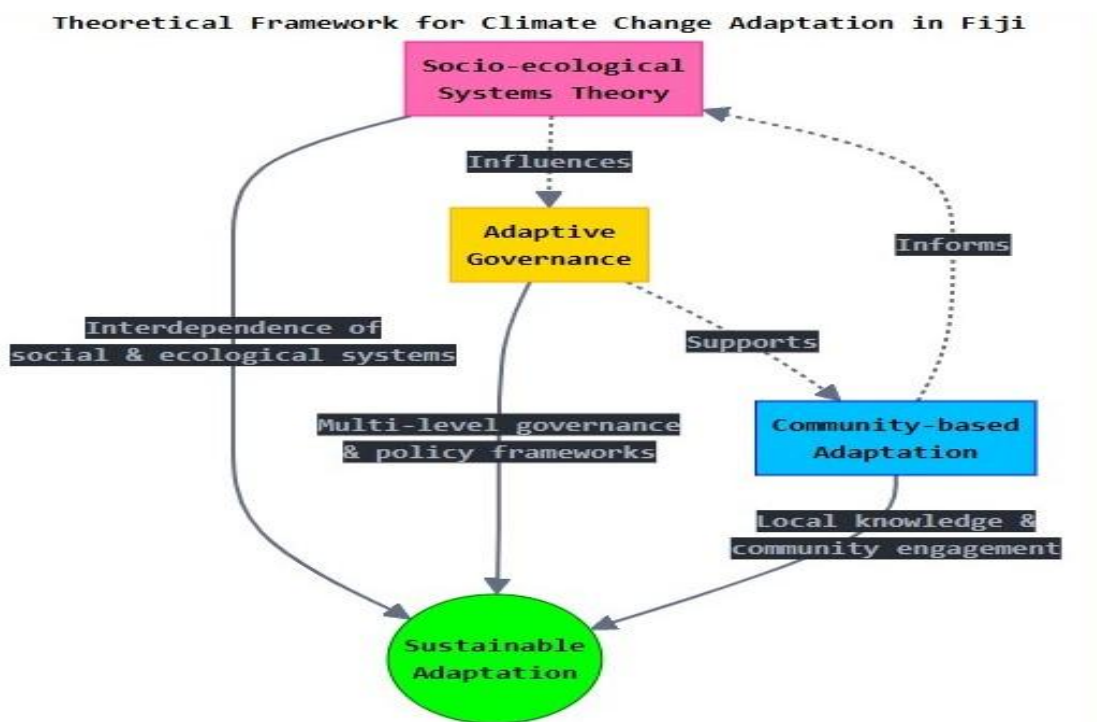 Theoretical Framework for Climate Change Adaptation in Fiji
Socio-ecological
Systems Theory
Influences
Adaptive
Governance
Informs
Interdependence of
social & ecological systems
Supports
Multi-level governance
& policy frameworks
Community-based
Adaptation
Local knowledge &
community engagement
Sustainable
Adaptation